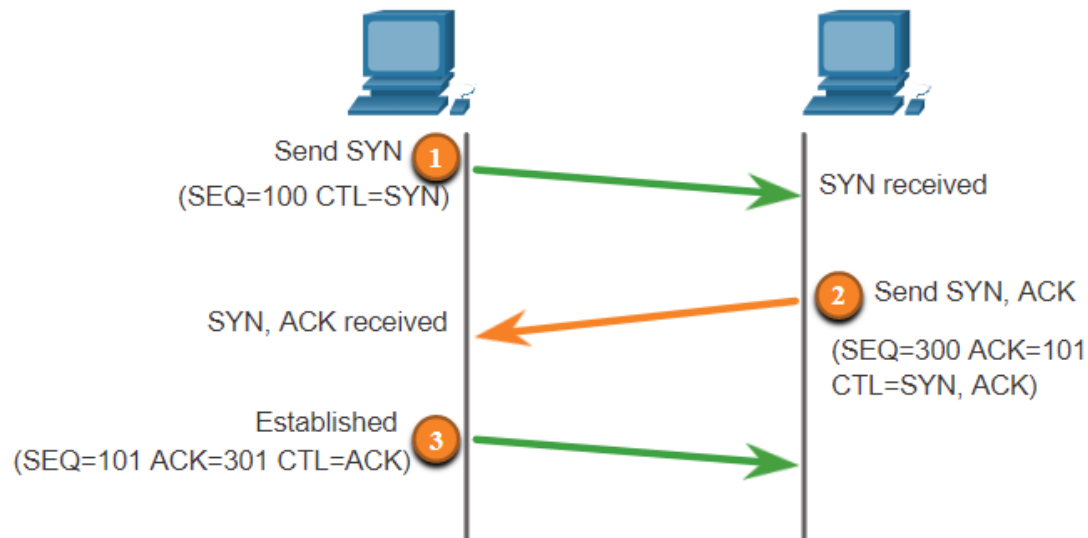 Send SYN 1
(SEQ=100 CTL=SYN)
SYN received
2 Send SYN, ACK
SYN, ACK received
(SEQ=300 ACK=101
CTL=SYN, ACK)
Established 3
(SEQ=101 ACK=301 CTL=ACK)